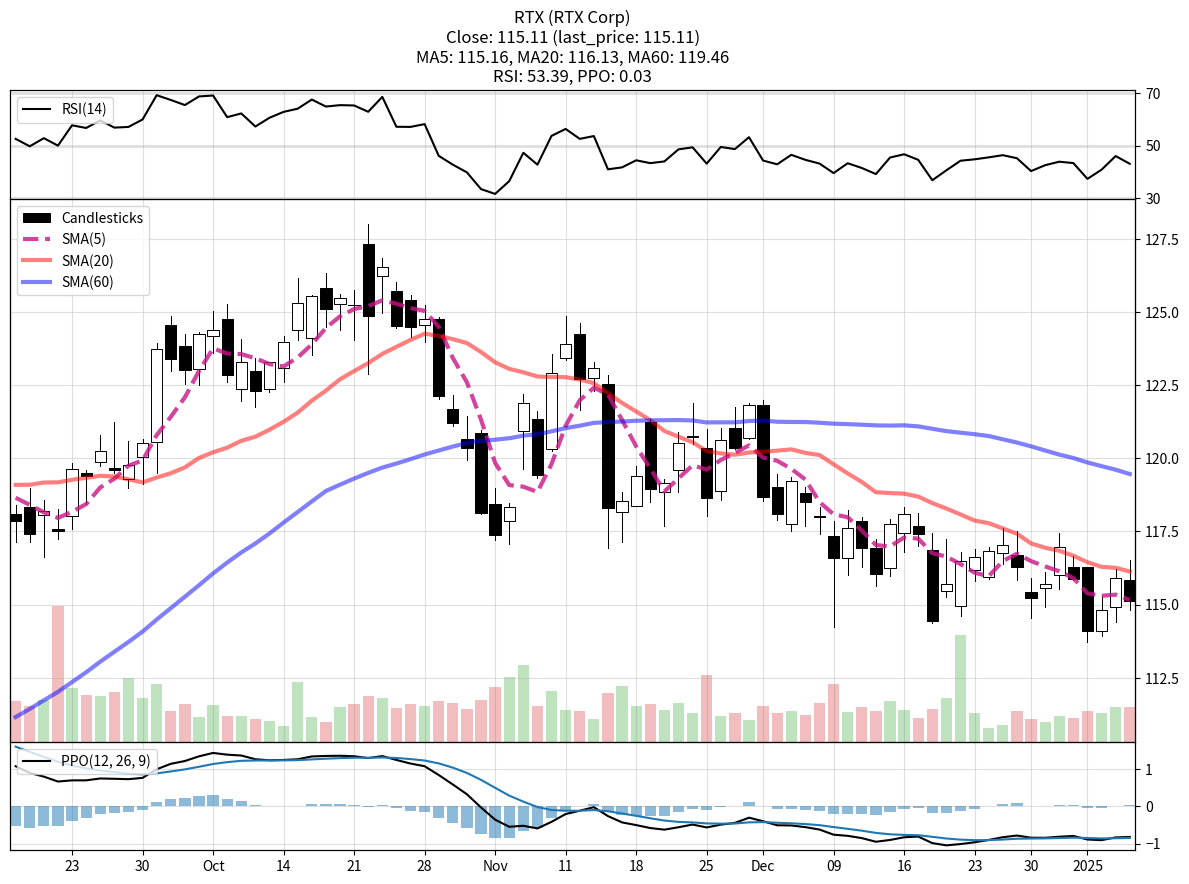 RTX (RTX Corp)
Close: 115.11 (last_price: 115.11)
MA5: 115.16, MA20: 116.13, MA60: 119.46
RSI: 53.39, PPO: 0.03
RSI(14)
70
50
30
Candlesticks
SMA(5)
SMA(20)
SMA(60)
127.5
125.0
122.5
120.0
117.5
115.0
112.5
PPO(12, 26, 9)
1
0
−1
23 30 Oct 14 21 28 Nov 11 18 25 Dec 09 16 23 30 2025